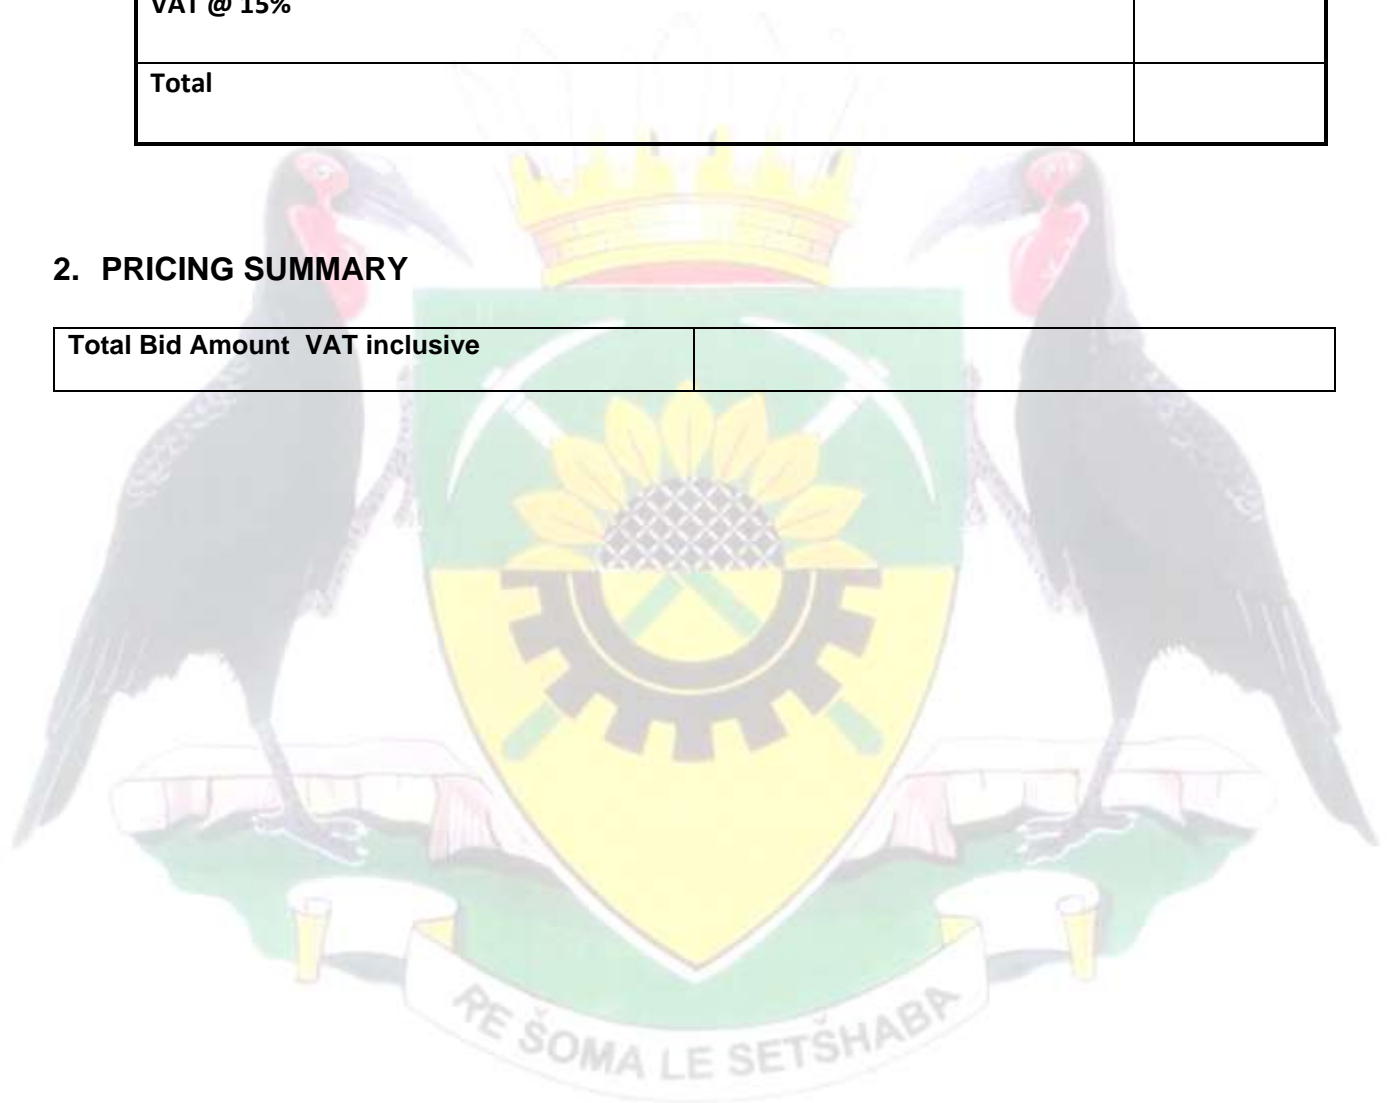 VAT @ 15%
Total
2. PRICING SUMMARY
Total Bid Amount VAT inclusive
RE ŠOMA LE SETŠHABA